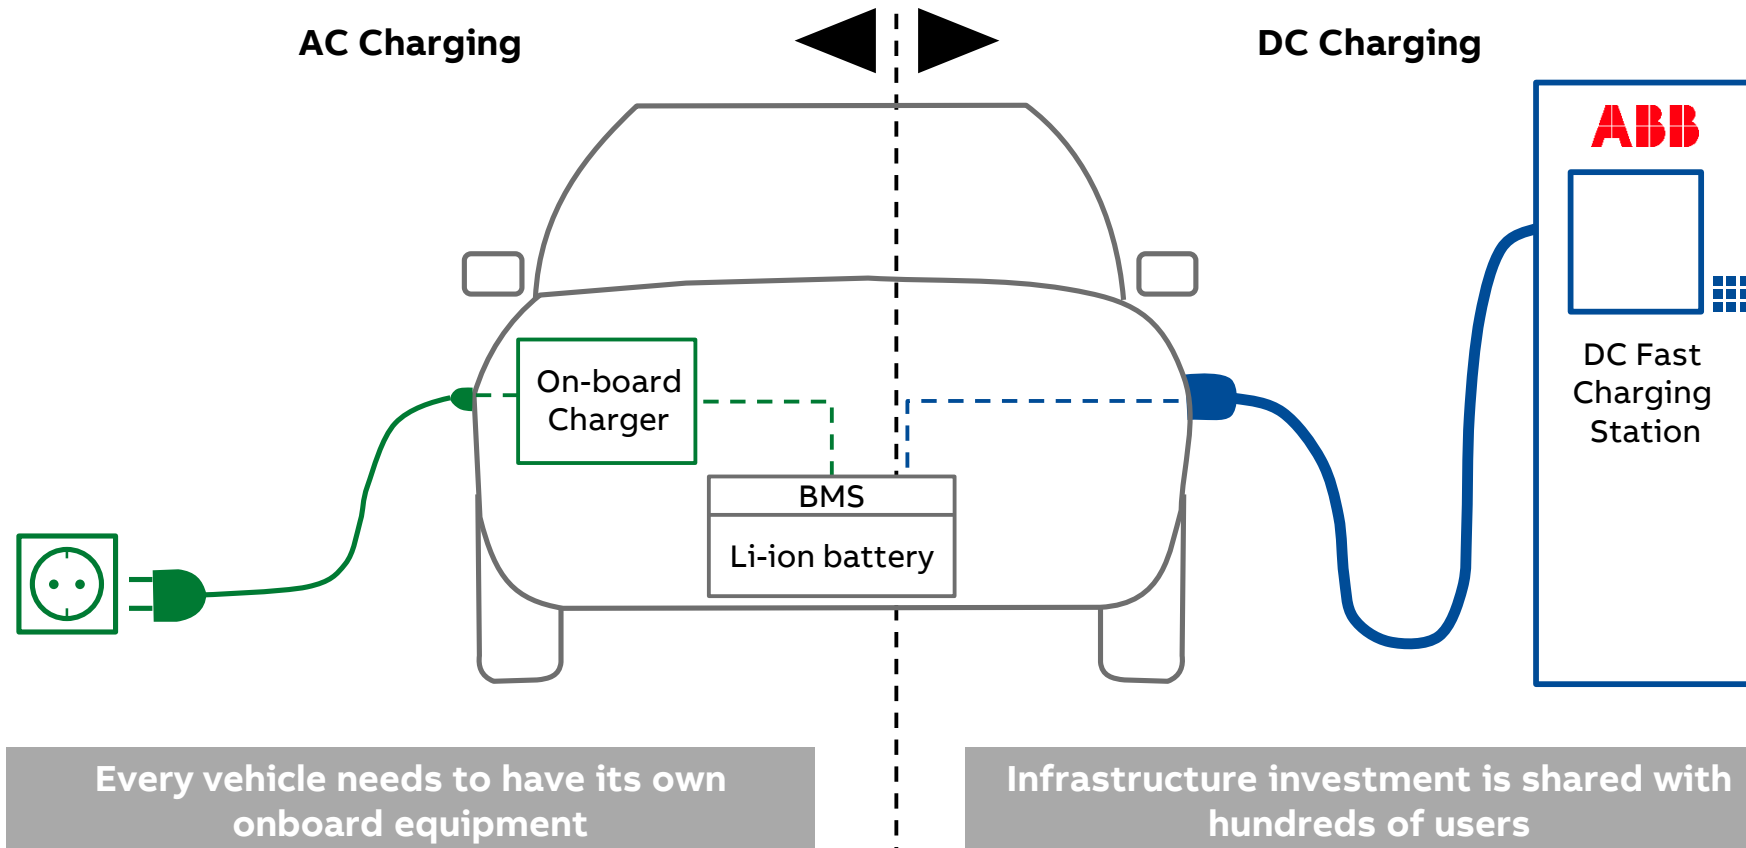 AC Charging
DC Charging
ABB
DC Fast
Charging
Station
On-board
Charger
BMS
Li-ion battery
Every vehicle needs to have its own
onboard equipment
Infrastructure investment is shared with
hundreds of users